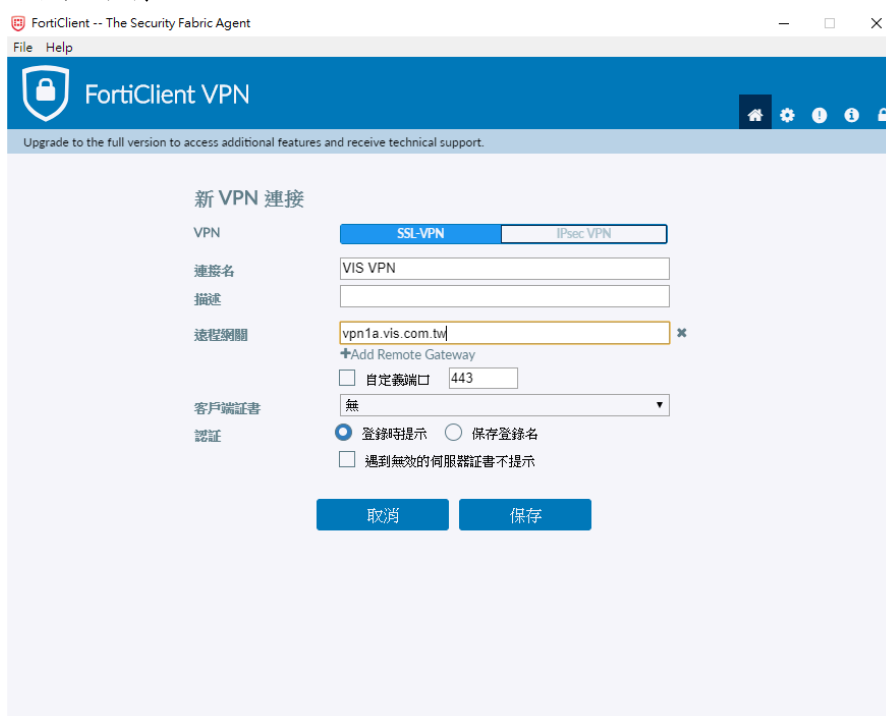 FortiClient -- The Security Fabric Agent
File Help
FortiClient VPN
Upgrade to the full version to access additional features and receive technical support.
新 VPN 連接
VPN SSL-VPN IPsec VPN
連接名 VIS VPN
描述
遠程網關 vpn1a.vis.com.tw
+Add Remote Gateway
自定義端口 443
客戶端証書 無
認証 登錄時提示 保存登錄名
遇到無效的伺服器証書不提示
取消 保存